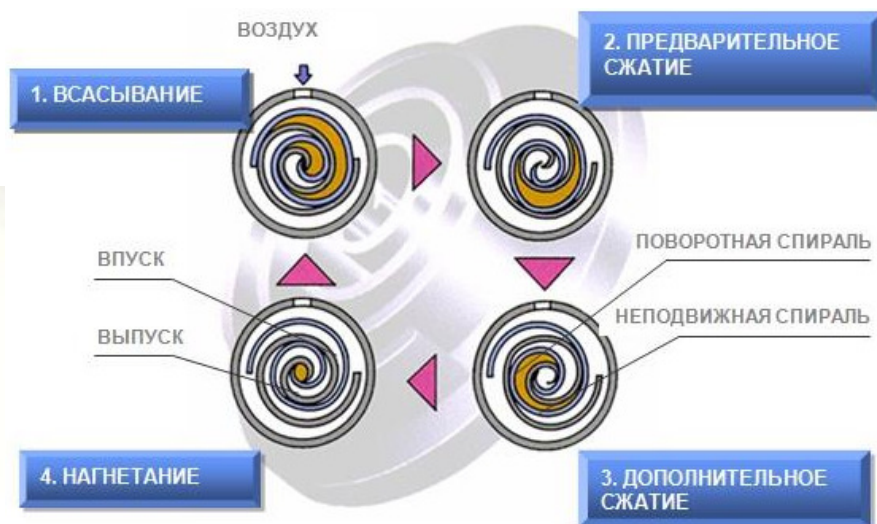 ВОЗДУХ
1. ВСАСЫВАНИЕ
2. ПРЕДВАРИТЕЛЬНОЕ
СЖАТИЕ
ВПУСК
ВЫПУСК
ПОВОРОТНАЯ СПИРАЛЬ
НЕПОДВИЖНАЯ СПИРАЛЬ
4. НАГНЕТАНИЕ
3. ДОПОЛНИТЕЛЬНОЕ
СЖАТИЕ